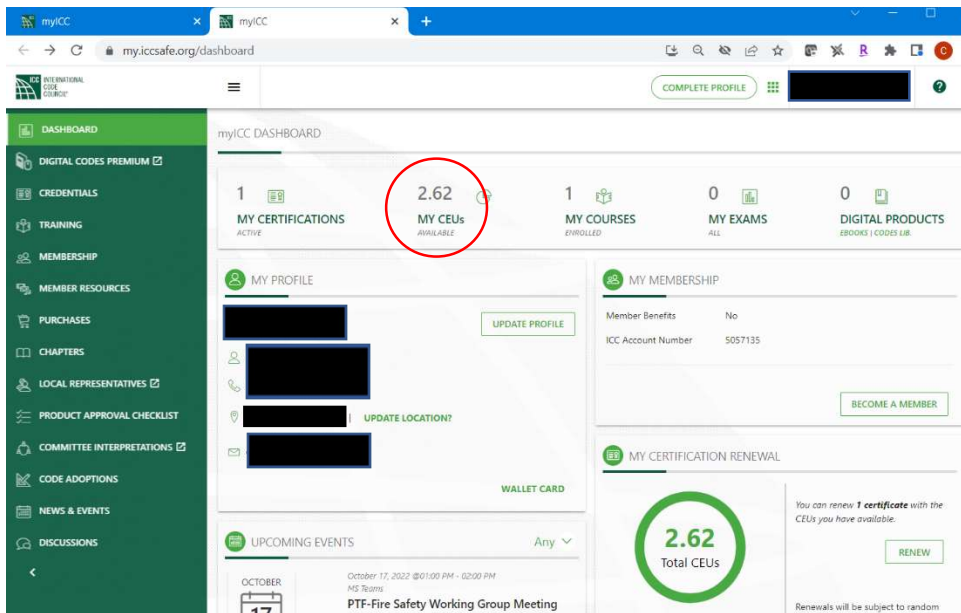 myICC
myICC
my.iccsafe.org/dashboard
ICC INTERNATIONAL
CODE
COUNCIL
COMPLETE PROFILE
DASHBOARD
DIGITAL CODES PREMIUM
CREDENTIALS
TRAINING
MEMBERSHIP
MEMBER RESOURCES
PURCHASES
CHAPTERS
LOCAL REPRESENTATIVES
PRODUCT APPROVAL CHECKLIST
COMMITTEE INTERPRETATIONS
CODE ADOPTIONS
NEWS & EVENTS
DISCUSSIONS
myICC DASHBOARD
1
MY CERTIFICATIONS
ACTIVE
2.62
MY CEUs
AVAILABLE
1
MY COURSES
ENROLLED
0
MY EXAMS
ALL
0
DIGITAL PRODUCTS
EBOOKS | CODES LIB.
MY PROFILE
UPDATE PROFILE
| UPDATE LOCATION?
WALLET CARD
MY MEMBERSHIP
Member Benefits No
ICC Account Number 5057135
BECOME A MEMBER
MY CERTIFICATION RENEWAL
2.62
Total CEUs
You can renew 1 certificate with the
CEUs you have available.
RENEW
Renewals will be subject to random
UPCOMING EVENTS Any
OCTOBER
17
October 17, 2022 @01:00 PM - 02:00 PM
MS Teams
PTF-Fire Safety Working Group Meeting